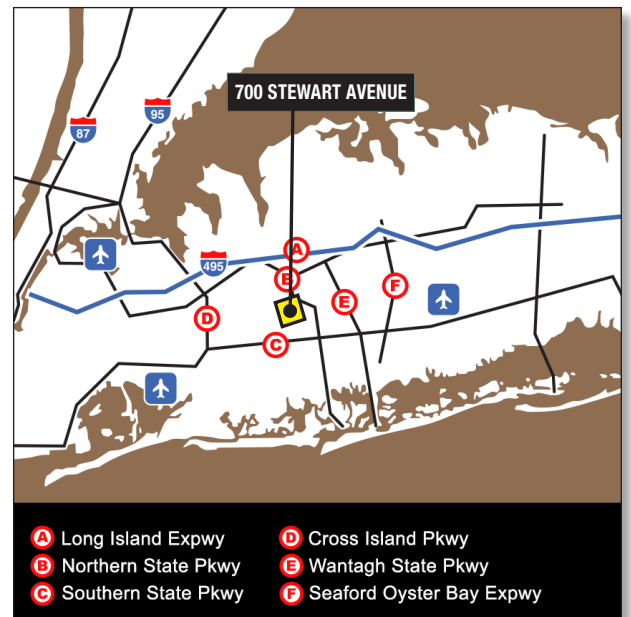 700 STEWART AVENUE
95
87
A
495
B
F
E
D
C
A Long Island Expwy
B Northern State Pkwy
C Southern State Pkwy
D Cross Island Pkwy
E Wantagh State Pkwy
F Seaford Oyster Bay Expwy